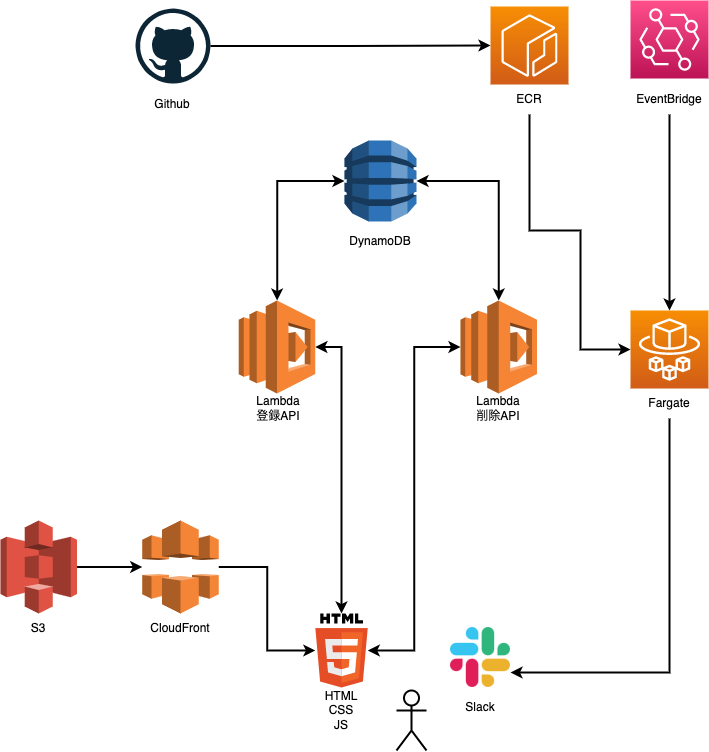 Github
ECR
EventBridge
DynamoDB
Lambda
登録API
Lambda
削除API
Fargate
S3
CloudFront
HTML
HTML
CSS
JS
Slack